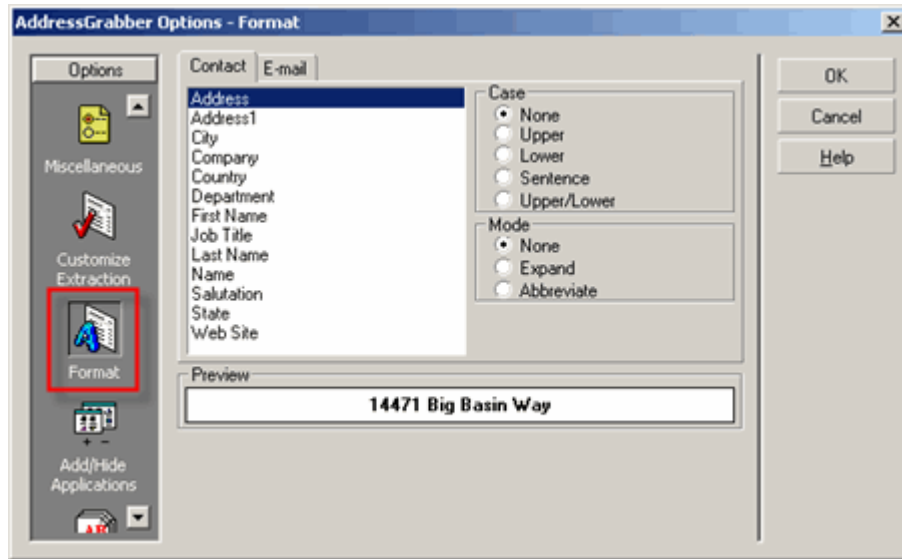 AddressGrabber Options - Format
Options
Miscellaneous
Customize
Extraction
Format
Add/Hide
Applications
Contact
E-mail
Address
Address1
City
Company
Country
Department
First Name
Job Title
Last Name
Name
Salutation
State
Web Site
Case
None
Upper
Lower
Sentence
Upper/Lower
Mode
None
Expand
Abbreviate
Preview
14471 Big Basin Way
OK
Cancel
Help